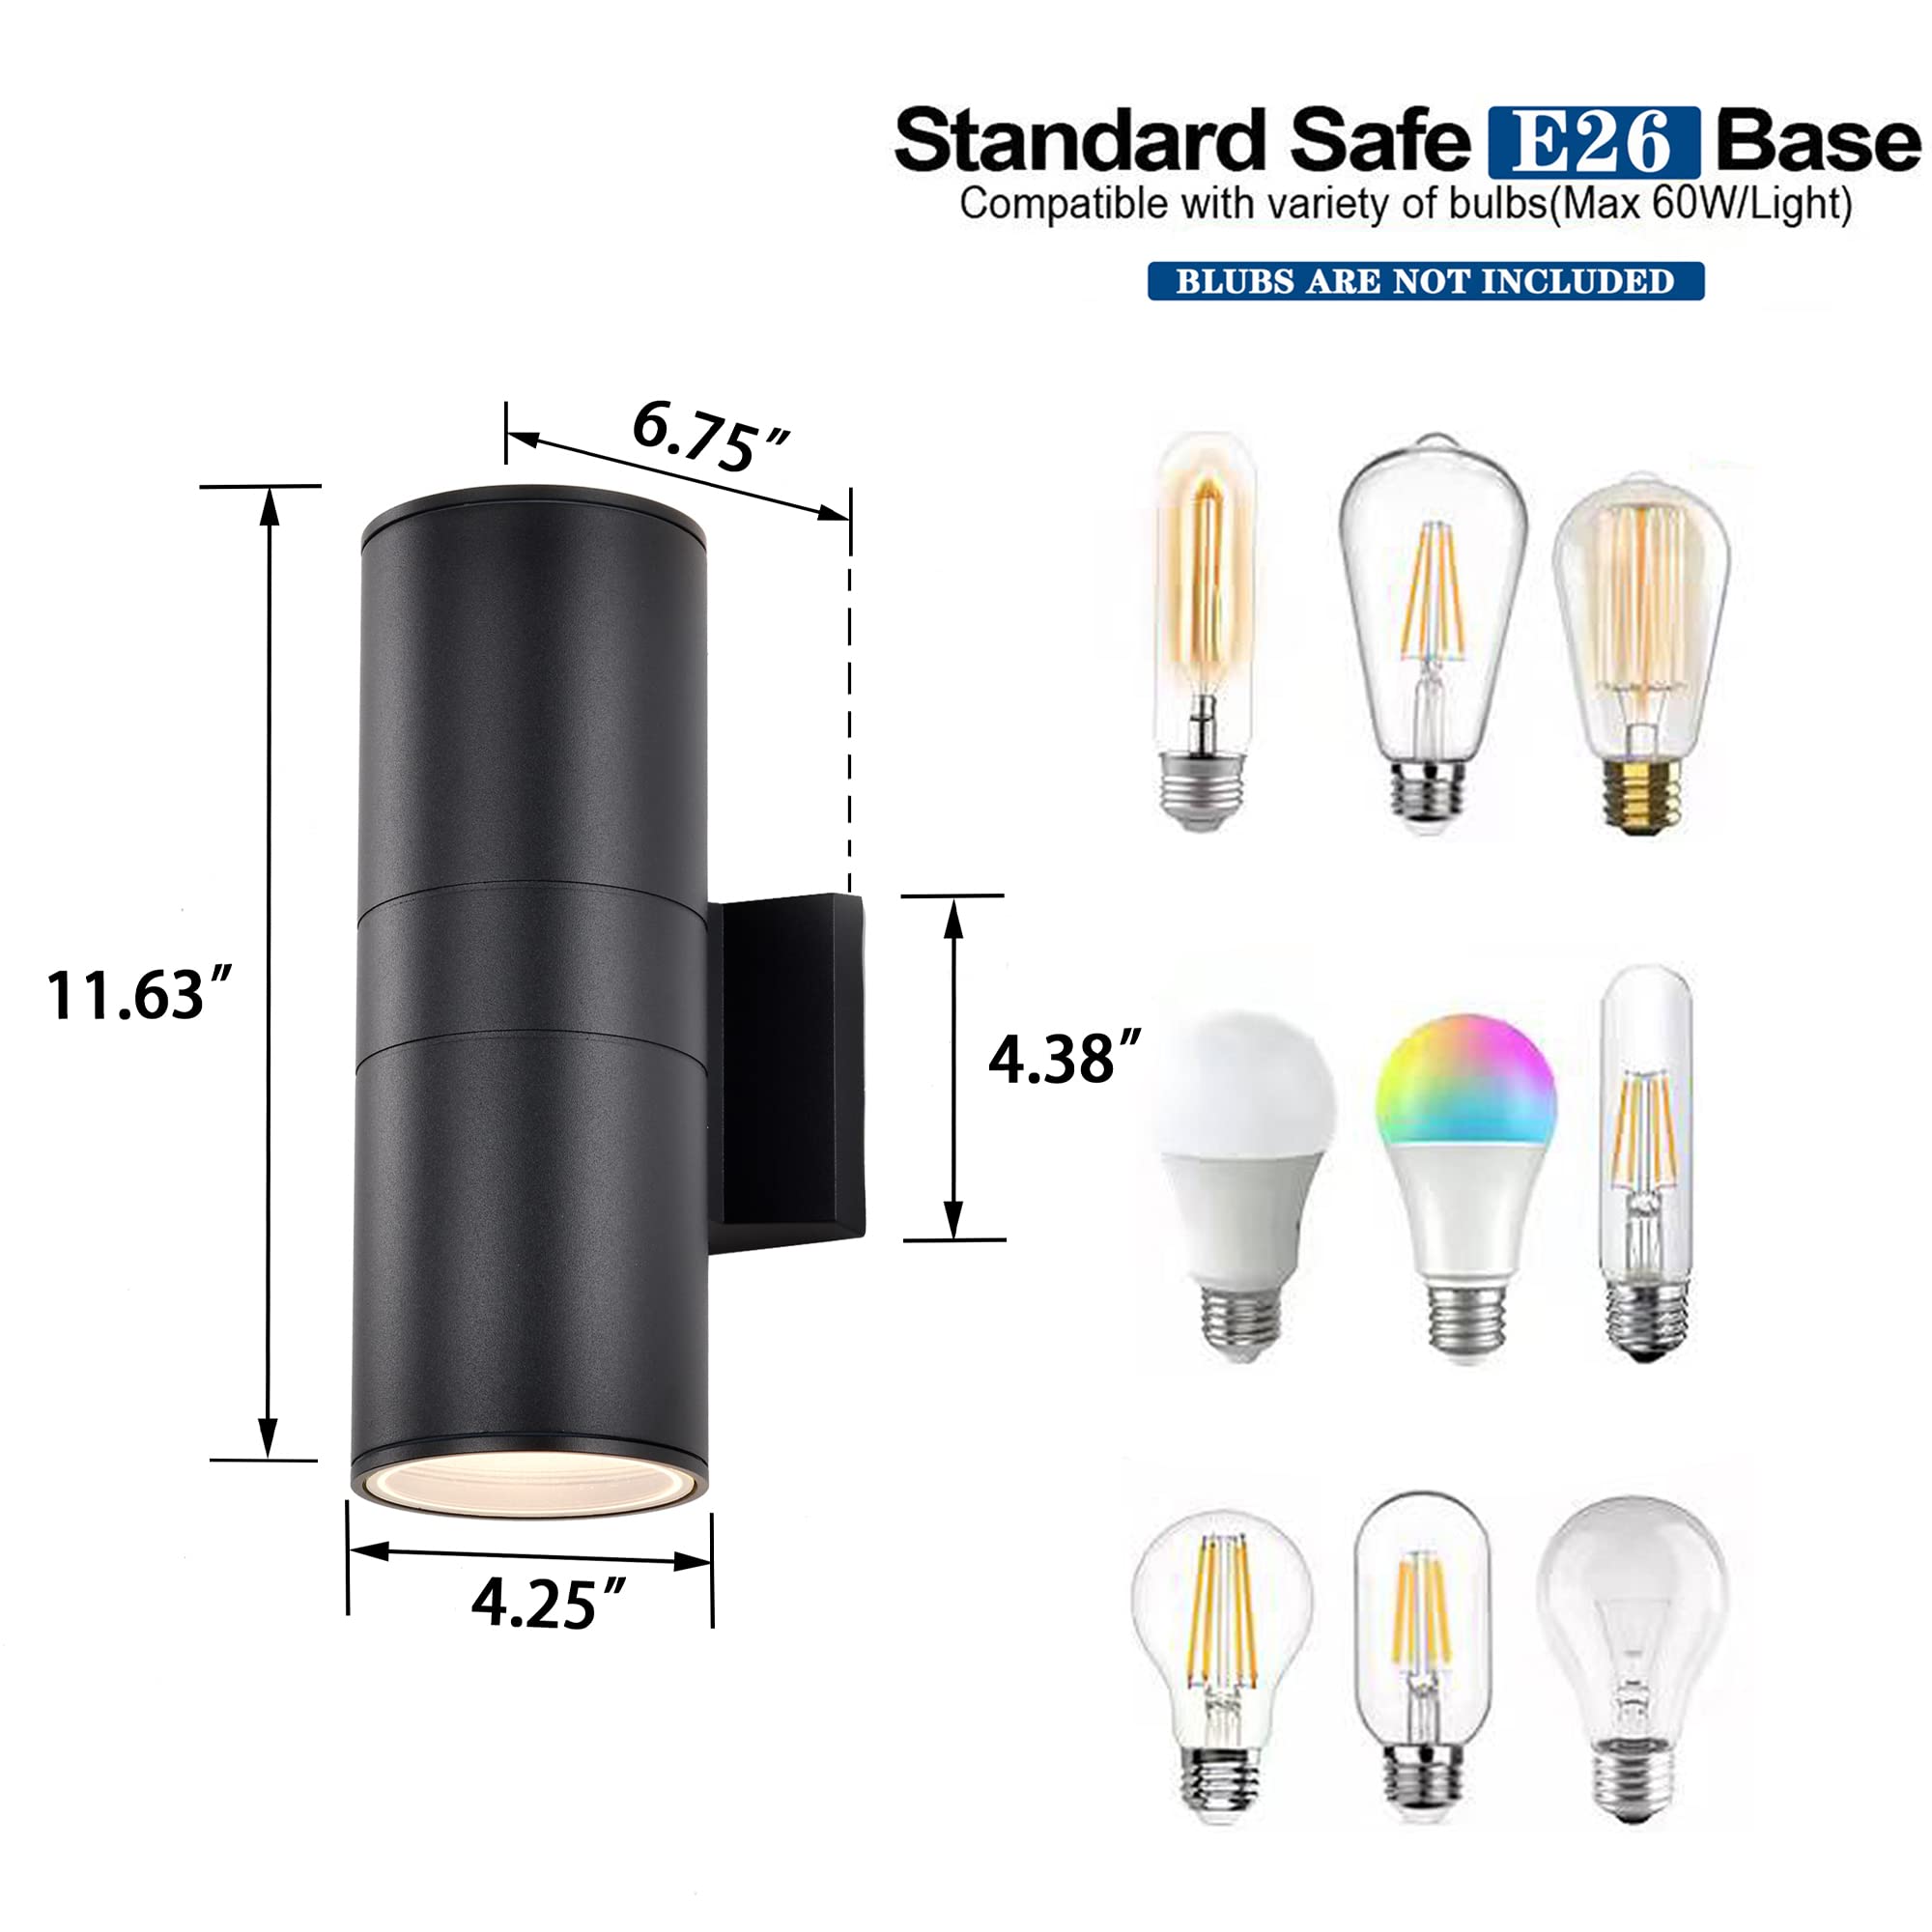 Standard Safe E26 Base
Compatible with variety of bulbs(Max 60W/Light)
BLUBS ARE NOT INCLUDED
6.75"
11.63"
4.38"
4.25"